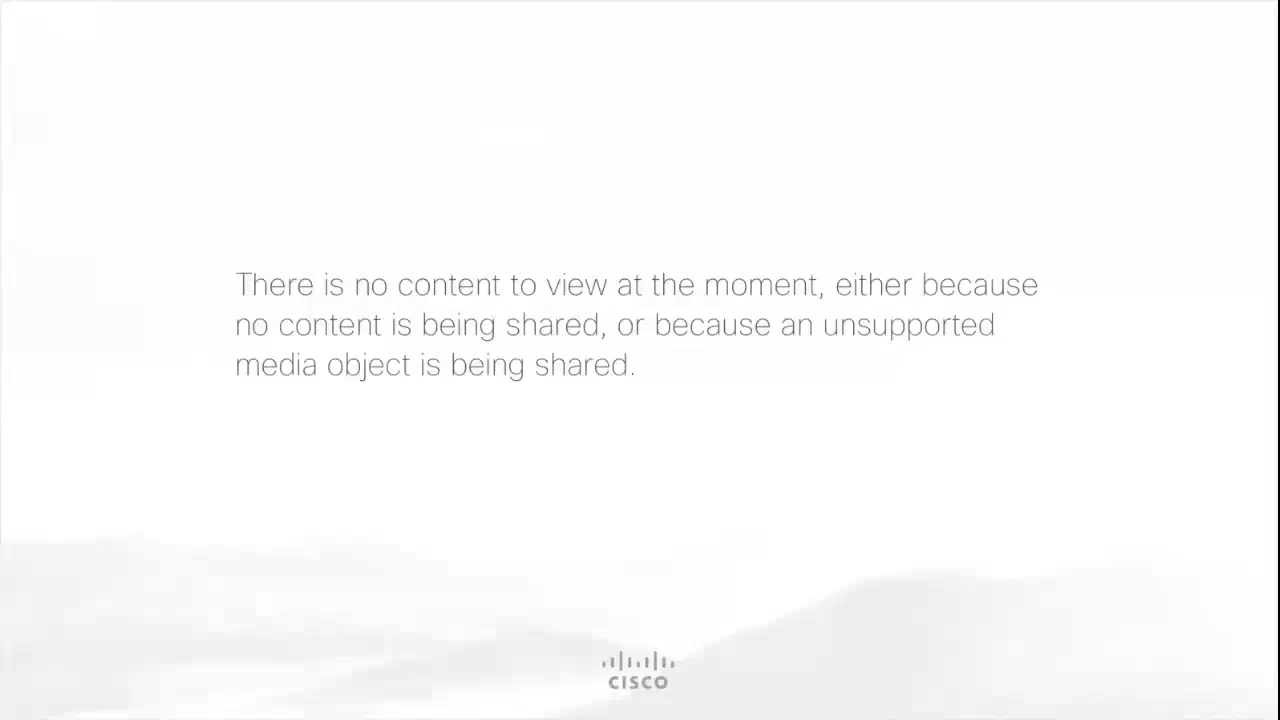 There is no content to view at the moment, either because
no content is being shared, or because an unsupported
media object is being shared.
CISCO